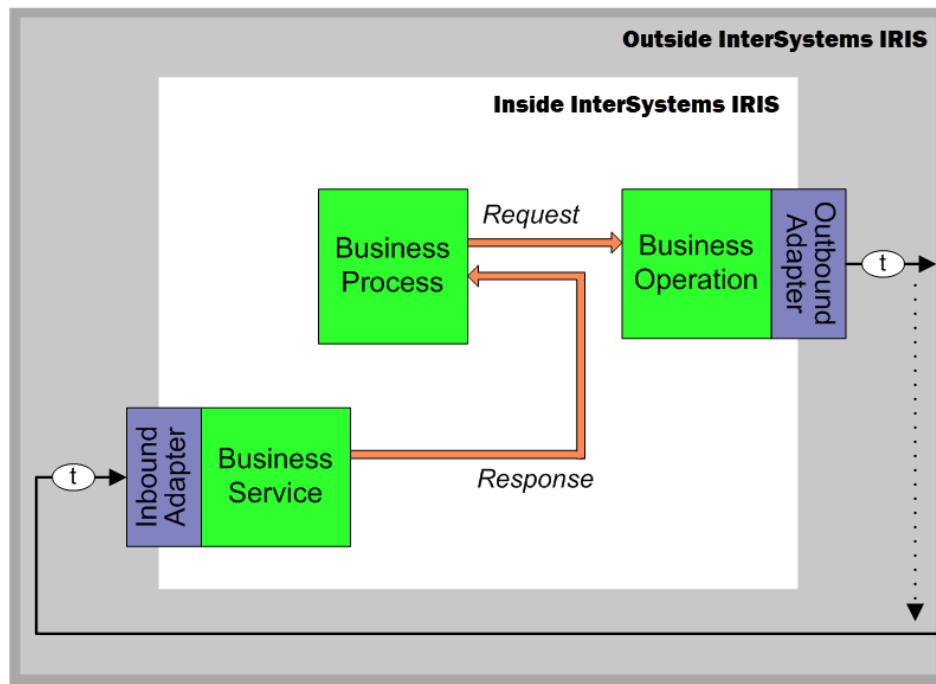 Outside InterSystems IRIS
Inside InterSystems IRIS
Request
Business
Process
Business
Operation
Outbound
Adapter
t
t
Inbound
Adapter
Business
Service
Response